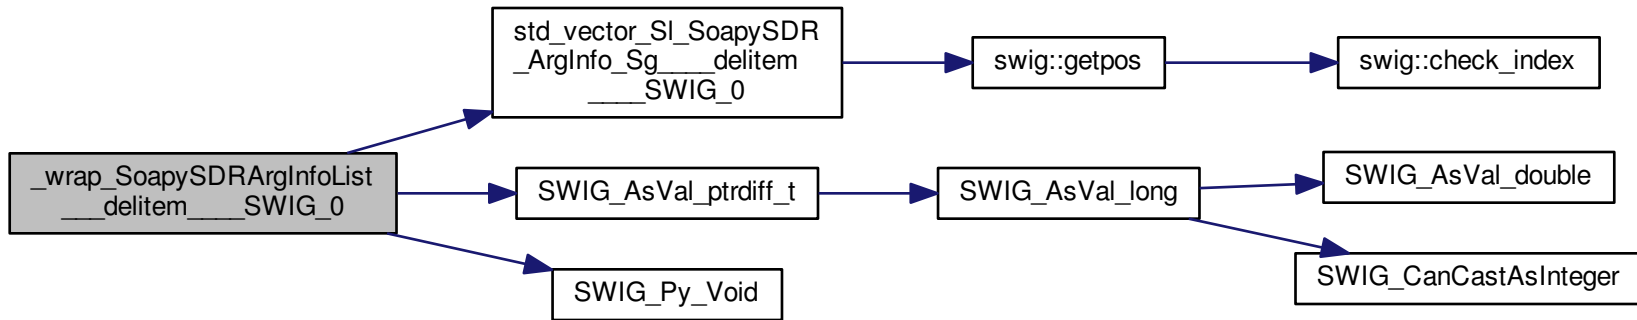 std_vector_Sl_SoapySDR
_ArgInfo_Sg____delitem
____SWIG_0
swig::getpos
swig::check_index
_wrap_SoapySDRArgInfoList
___delitem____SWIG_0
SWIG_AsVal_ptrdiff_t
SWIG_AsVal_long
SWIG_AsVal_double
SWIG_CanCastAsInteger
SWIG_Py_Void